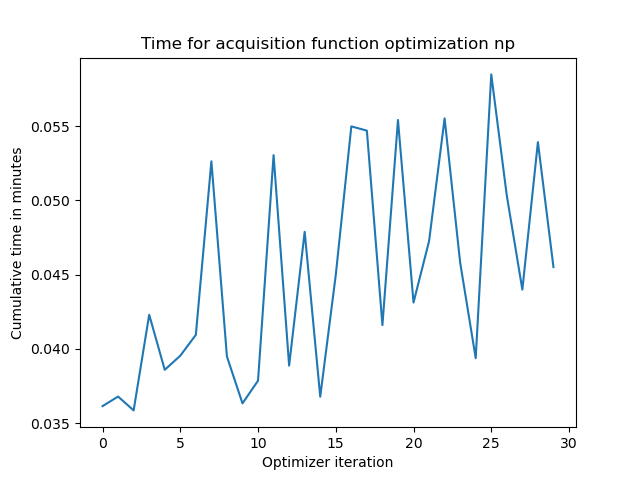 Time for acquisition function optimization np
Cumulative time in minutes
0.055
0.050
0.045
0.040
0.035
0 5 10 15 20 25 30
Optimizer iteration